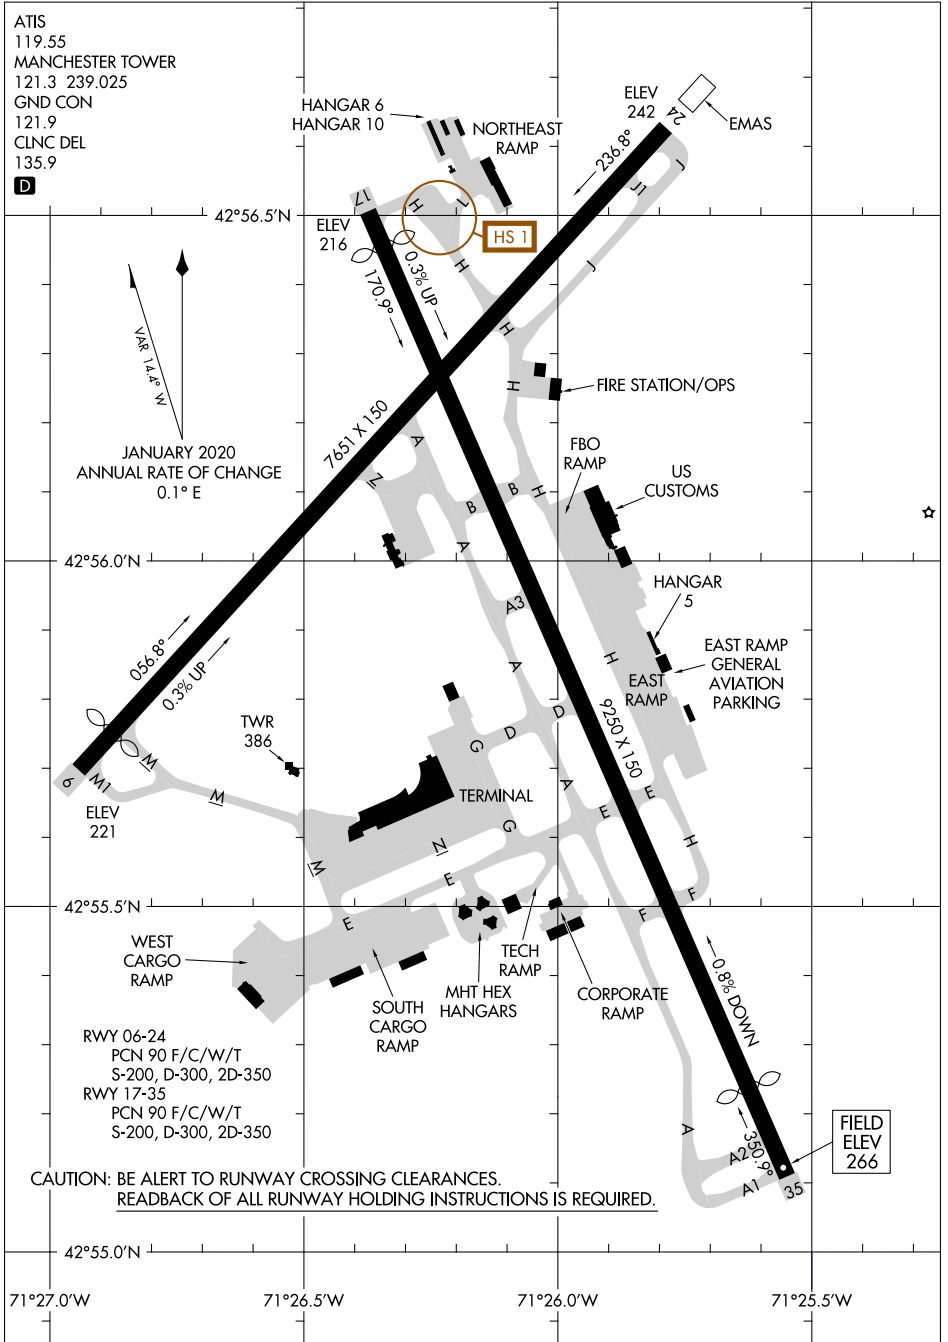 ATIS
119.55
MANCHESTER TOWER
121.3 239.025
GND CON
121.9
CLNC DEL
135.9
D
HANGAR 6
HANGAR 10
NORTHEAST
RAMP
ELEV
242
24
EMAS
236.8°
J
J1
J
17
H
L
42°56.5'N
ELEV
216
HS 1
H
0.3% UP
170.9°
H
VAR 14.4° W
H
FIRE STATION/OPS
JANUARY 2020
ANNUAL RATE OF CHANGE
0.1° E
7651 X 150
A
FBO
RAMP
US
CUSTOMS
Z
B
B
H
A
42°56.0'N
HANGAR
5
A3
056.8°
0.3% UP
A
H
EAST
RAMP
EAST RAMP
GENERAL
AVIATION
PARKING
TWR
386
G
D
D
9250 X 150
6
M1
M
M
ELEV
221
TERMINAL
A
E
E
G
N
H
M
E
F
F
42°55.5'N
E
WEST
CARGO
RAMP
SOUTH
CARGO
RAMP
MHT HEX
HANGARS
TECH
RAMP
CORPORATE
RAMP
0.8% DOWN
RWY 06-24
PCN 90 F/C/W/T
S-200, D-300, 2D-350
RWY 17-35
PCN 90 F/C/W/T
S-200, D-300, 2D-350
A
A2
350.9°
A1
35
FIELD
ELEV
266
CAUTION: BE ALERT TO RUNWAY CROSSING CLEARANCES.
READBACK OF ALL RUNWAY HOLDING INSTRUCTIONS IS REQUIRED.
42°55.0'N
71°27.0'W
71°26.5'W
71°26.0'W
71°25.5'W